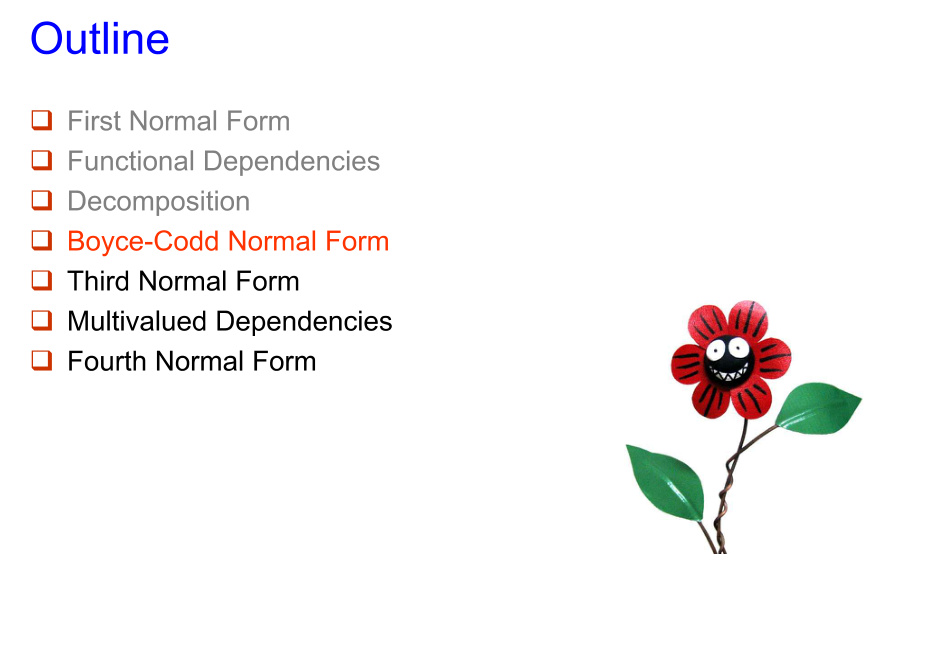 Outline
First Normal Form
Functional Dependencies
Decomposition
Boyce-Codd Normal Form
Third Normal Form
Multivalued Dependencies
Fourth Normal Form